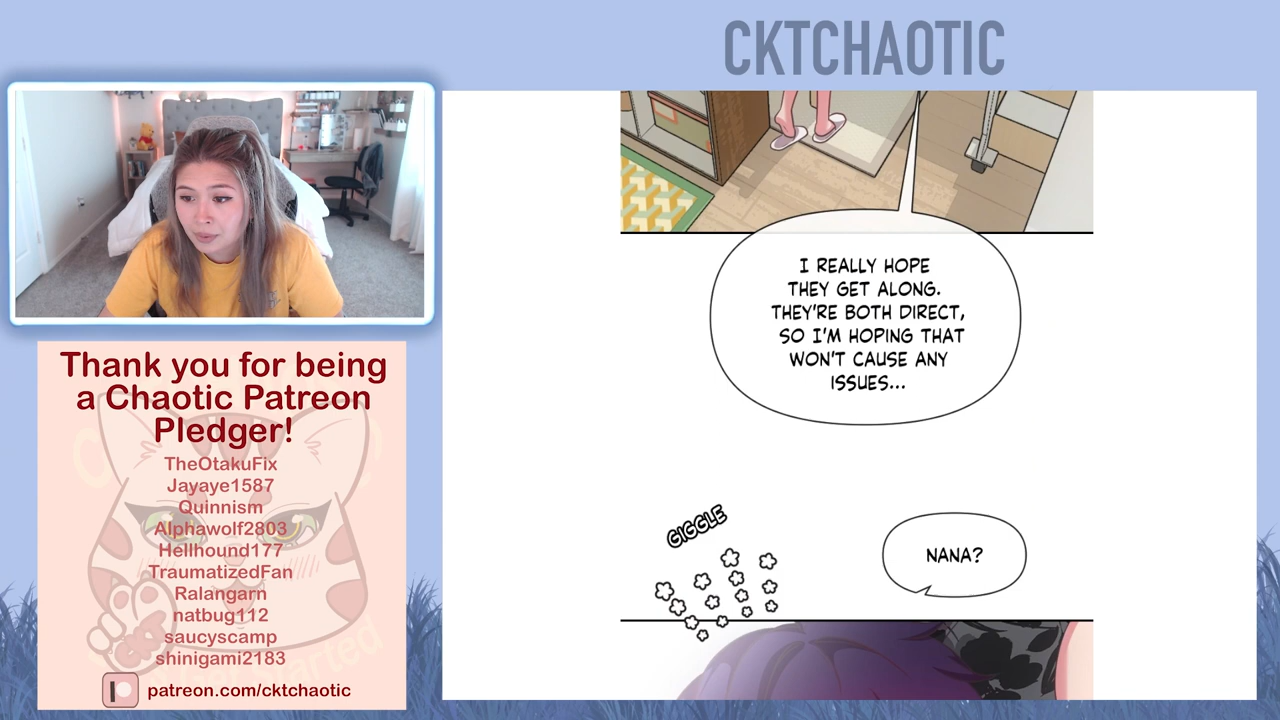 CKTCHAOTIC
Thank you for being
a Chaotic Patreon
Pledger!
TheOtakuFix
Jayaye1587
Quinnism
Alphawolf2803
Hellhound177
TraumatizedFan
Ralangarn
natbug112
saucyscamp
shinigami2183
patreon.com/cktchaotic
I REALLY HOPE
THEY GET ALONG.
THEY'RE BOTH DIRECT,
SO I'M HOPING THAT
WON'T CAUSE ANY
ISSUES...
GIGGLE
NANA?